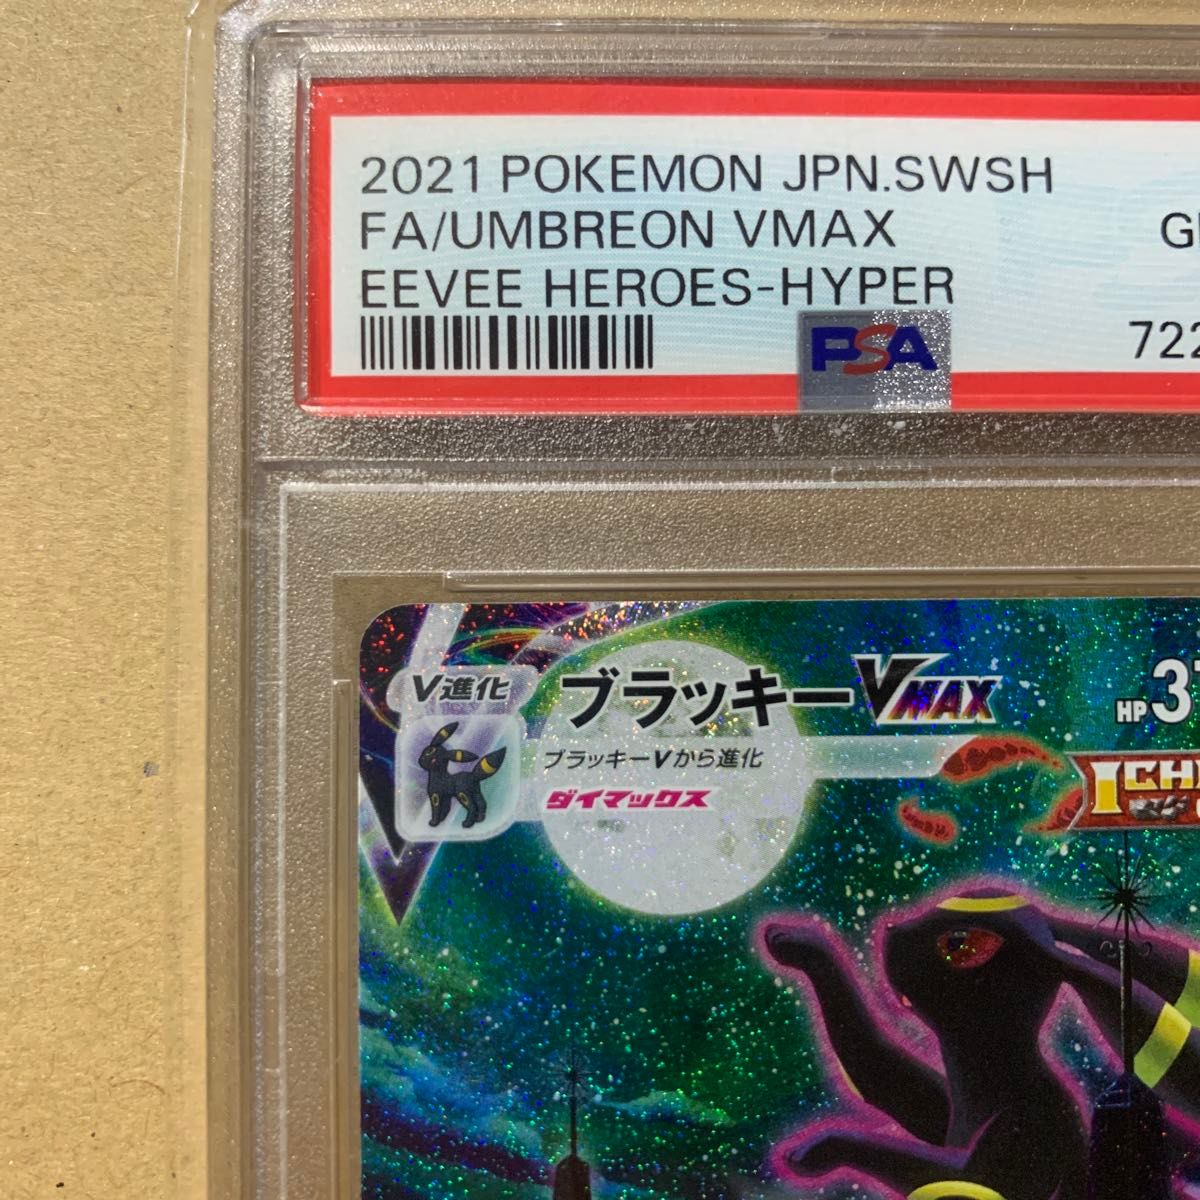 2021 POKEMON JPN.SWSH
FA/UMBREON VMAX
EEVEE HEROES-HYPER
PSA
722
V進化
ブラッキーVMAX
HP
ブラッキーVから進化
ダイマックス